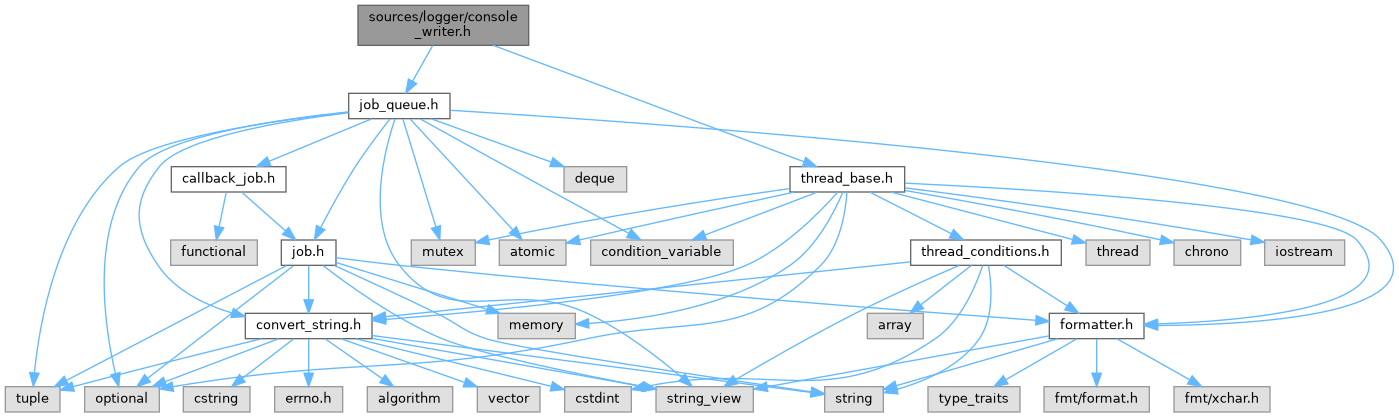 sources/logger/console
_writer.h
job_queue.h
callback_job.h
deque
thread_base.h
functional
job.h
mutex
atomic
condition_variable
thread_conditions.h
thread
chrono
iostream
convert_string.h
memory
array
formatter.h
tuple
optional
cstring
errno.h
algorithm
vector
cstdint
string_view
string
type_traits
fmt/format.h
fmt/xchar.h